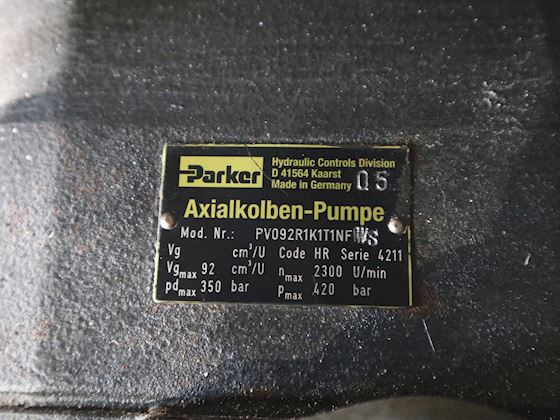 Parker
Hydraulic Controls Division
D 41564 Kaarst
Made in Germany Q5
Axialkolben-Pumpe
Mod. Nr.: PV092R1K1T1NFWS
Vg cm³/U Code HR Serie 4211
Vgmax 92 cm³/U nmax 2300 U/min
pdmax 350 bar pmax 420 bar